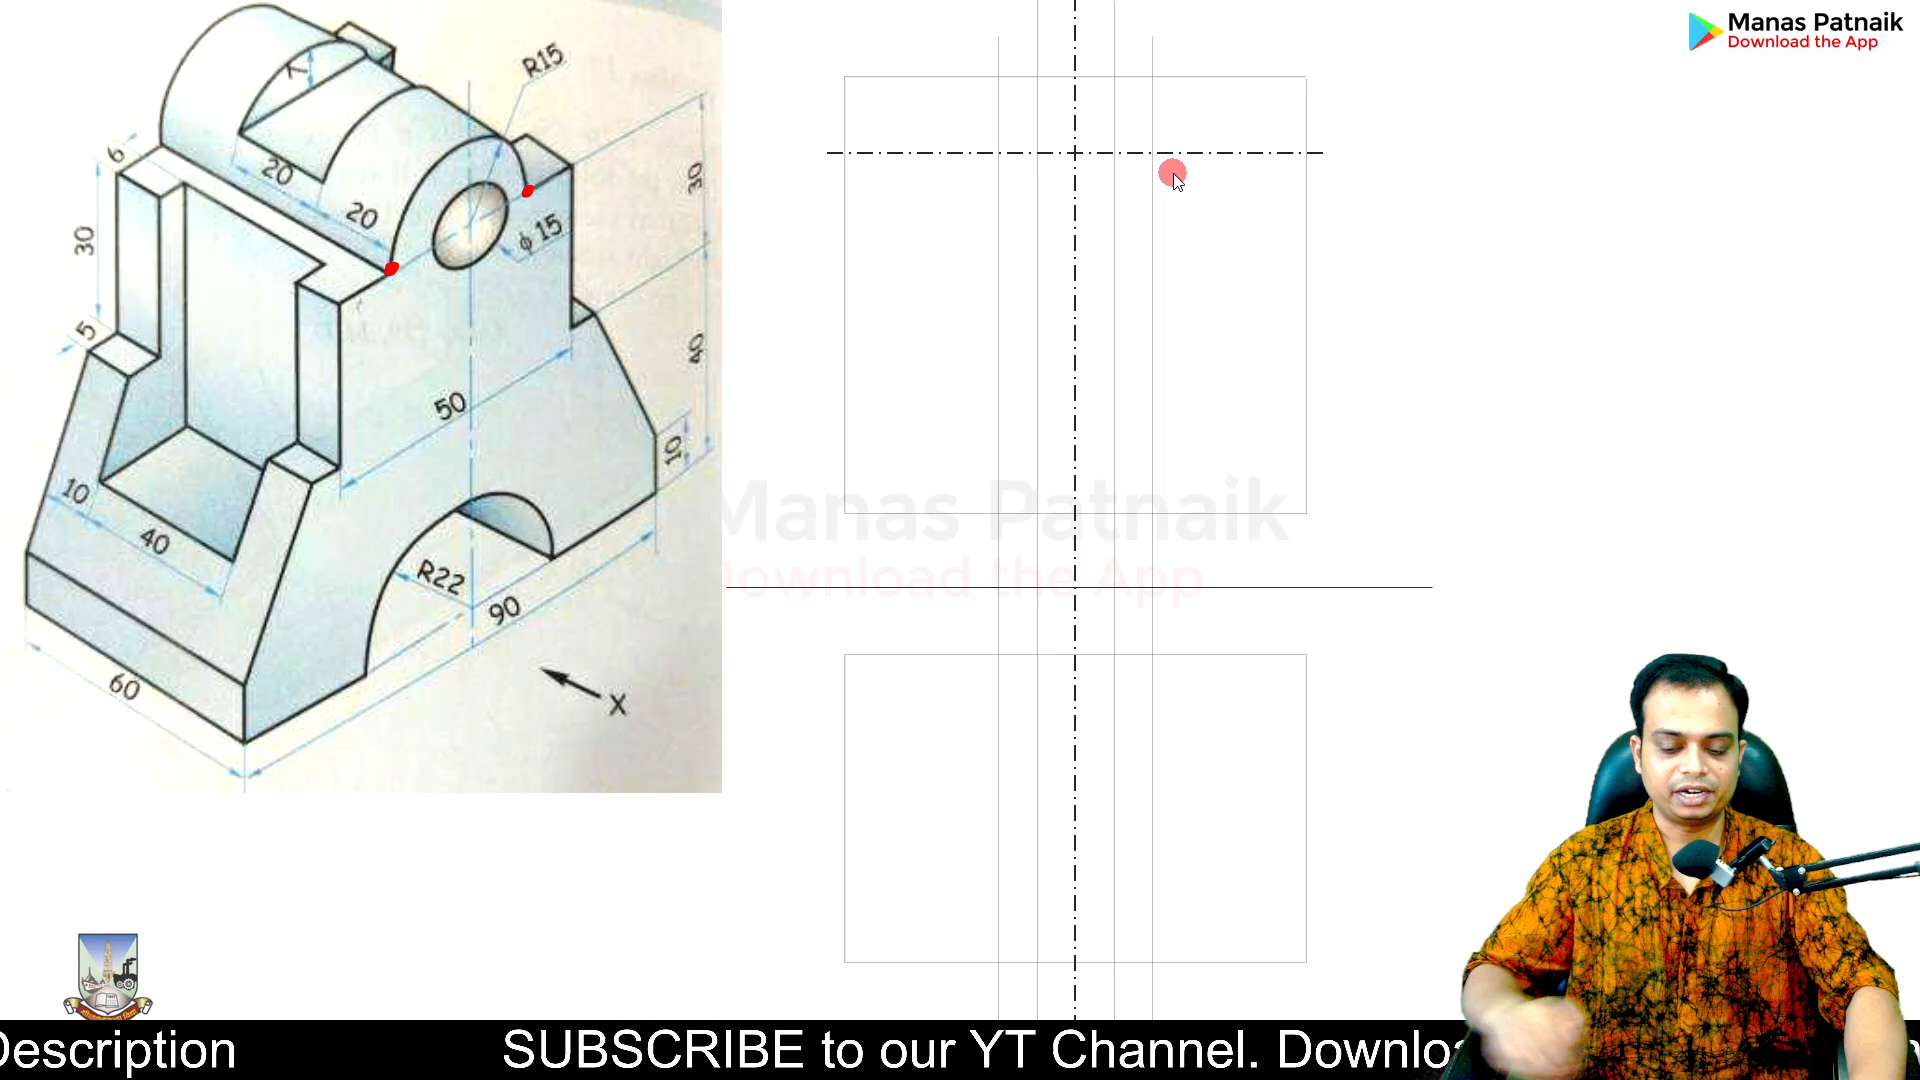 Manas Patnaik
Download the App
R15
7
6
20
20
30
30
φ 15
5
40
50
10
10
40
R22
90
60
X
Manas Patnaik
Download the App
Description
SUBSCRIBE to our YT Channel. Downlo